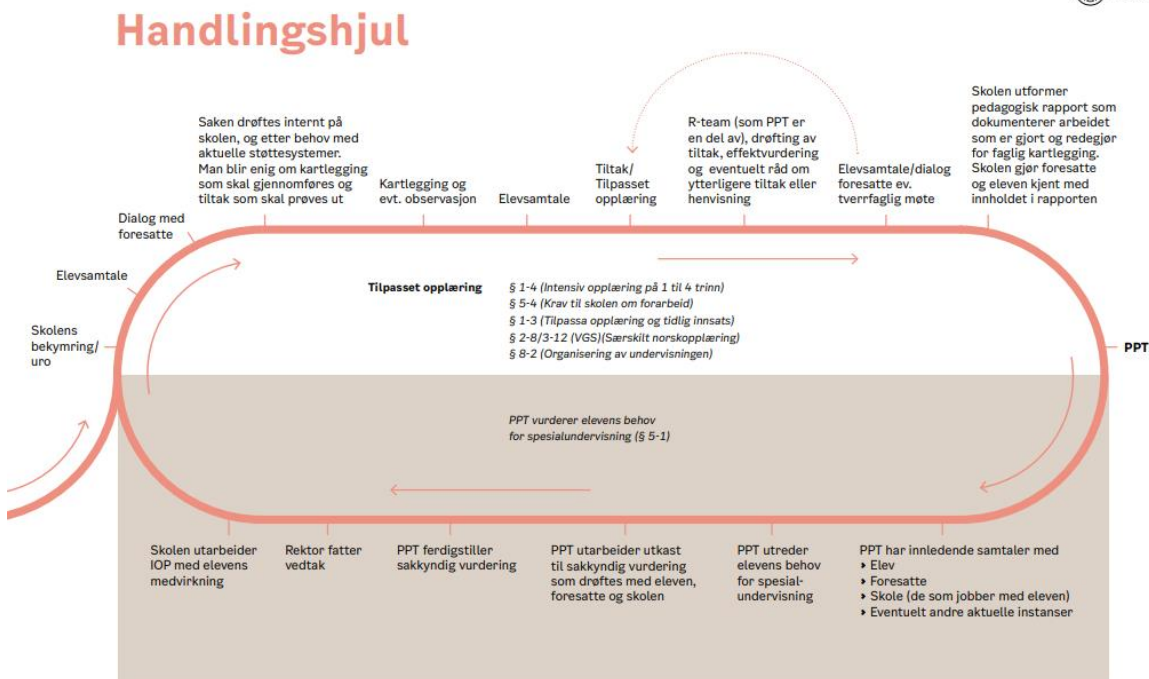 Handlingshjul
Skolens
bekymring/
uro
Elevsamtale
Dialog med
foresatte
Saken drøftes internt på
skolen, og etter behov med
aktuelle støttesystemer.
Man blir enig om kartlegging
som skal gjennomføres og
tiltak som skal prøves ut
Kartlegging og
evt. observasjon
Elevsamtale
Tiltak/
Tilpasset
opplæring
R-team (som PPT er
en del av), drøfting av
tiltak, effektvurdering
og eventuelt råd om
ytterligere tiltak eller
henvisning
Elevsamtale/dialog
foresatte ev.
tverrfaglig møte
Skolen utformer
pedagogisk rapport som
dokumenterer arbeidet
som er gjort og redegjør
for faglig kartlegging.
Skolen gjør foresatte
og eleven kjent med
innholdet i rapporten
PPT
Tilpasset opplæring
§ 1-4 (Intensiv opplæring på 1 til 4 trinn)
§ 5-4 (Krav til skolen om forarbeid)
§ 1-3 (Tilpassa opplæring og tidlig innsats)
§ 2-8/3-12 (VGS)(Særskilt norskopplæring)
§ 8-2 (Organisering av undervisningen)
PPT vurderer elevens behov
for spesialundervisning (§ 5-1)
PPT har innledende samtaler med
‣ Elev
‣ Foresatte
‣ Skole (de som jobber med eleven)
‣ Eventuelt andre aktuelle instanser
PPT utreder
elevens behov
for spesial-
undervisning
PPT utarbeider utkast
til sakkyndig vurdering
som drøftes med eleven,
foresatte og skolen
PPT ferdigstiller
sakkyndig vurdering
Rektor fatter
vedtak
Skolen utarbeider
IOP med elevens
medvirkning